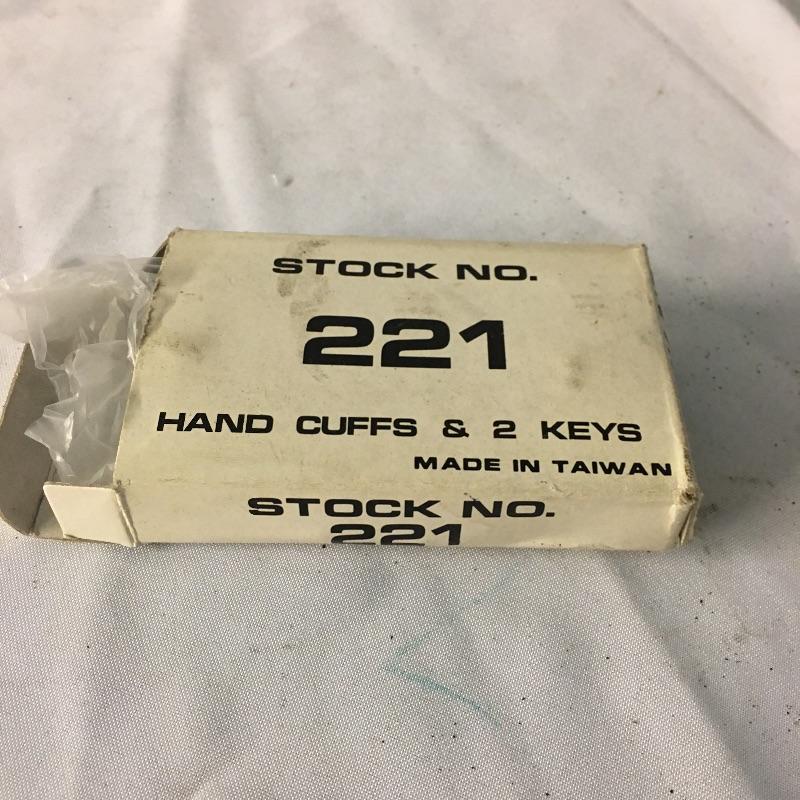 STOCK NO.
221
HAND CUFFS & 2 KEYS
MADE IN TAIWAN
STOCK NO.
221